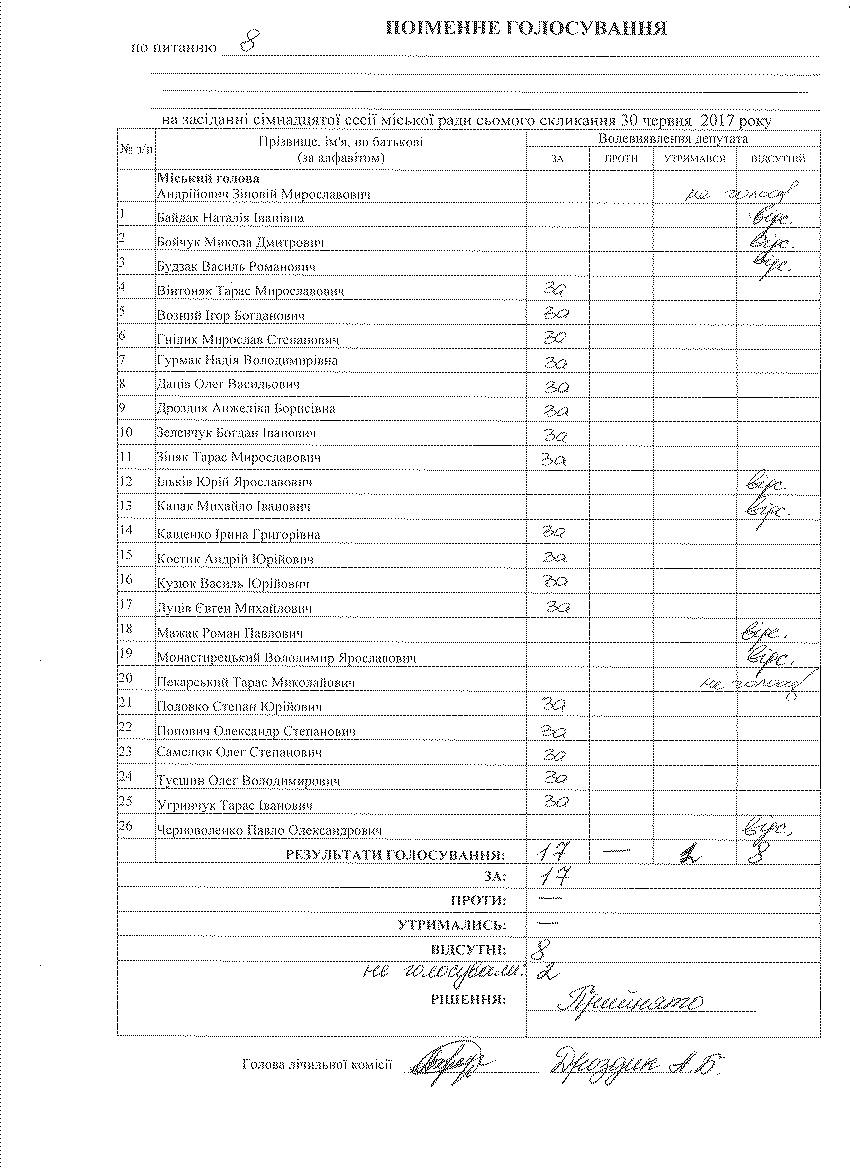 ПОІМЕННЕ ГОЛОСУВАННЯ
по питанню 8
на засіданні сімнадцятої сесії міської ради сьомого скликання 30 червня 2017 року
№ з/п Прізвище, ім'я, по батькові (за алфавітом) Волевиявлення депутата
ЗА ПРОТИ УТРИМАВСЯ ВІДСУТНІЙ
Міський голова
Андрійович Зіновій Мирославович не голосув
1 Байдак Наталія Іванівна відс.
2 Бойчук Микола Дмитрович відс.
3 Будзак Василь Романович відс.
4 Вінтоняк Тарас Мирославович за
5 Возний Ігор Богданович за
6 Гнідик Мирослав Степанович за
7 Гурмак Надія Володимирівна за
8 Даців Олег Васильович за
9 Дроздик Анжеліка Борисівна за
10 Зеленчук Богдан Іванович за
11 Зіняк Тарас Мирославович за
12 Ільків Юрій Ярославович відс.
13 Капак Михайло Іванович відс.
14 Кащенко Ірина Григорівна за
15 Костик Андрій Юрійович за
16 Кузюк Василь Юрійович за
17 Луців Євген Михайлович за
18 Мажак Роман Павлович відс.
19 Монастирецький Володимир Ярославович відс.
20 Пекарський Тарас Миколайович не голосув
21 Половко Степан Юрійович за
22 Попович Олександр Степанович за
23 Самелюк Олег Степанович за
24 Тусшин Олег Володимирович за
25 Угринчук Тарас Іванович за
26 Черноволенко Павло Олександрович відс.
РЕЗУЛЬТАТИ ГОЛОСУВАННЯ: 17 — 2 8
ЗА: 17
ПРОТИ: —
УТРИМАЛИСЬ: —
ВІДСУТНІ: 8
не голосували: 2
РІШЕННЯ: Прийнято
Голова лічильної комісії Дроздик А.Б.